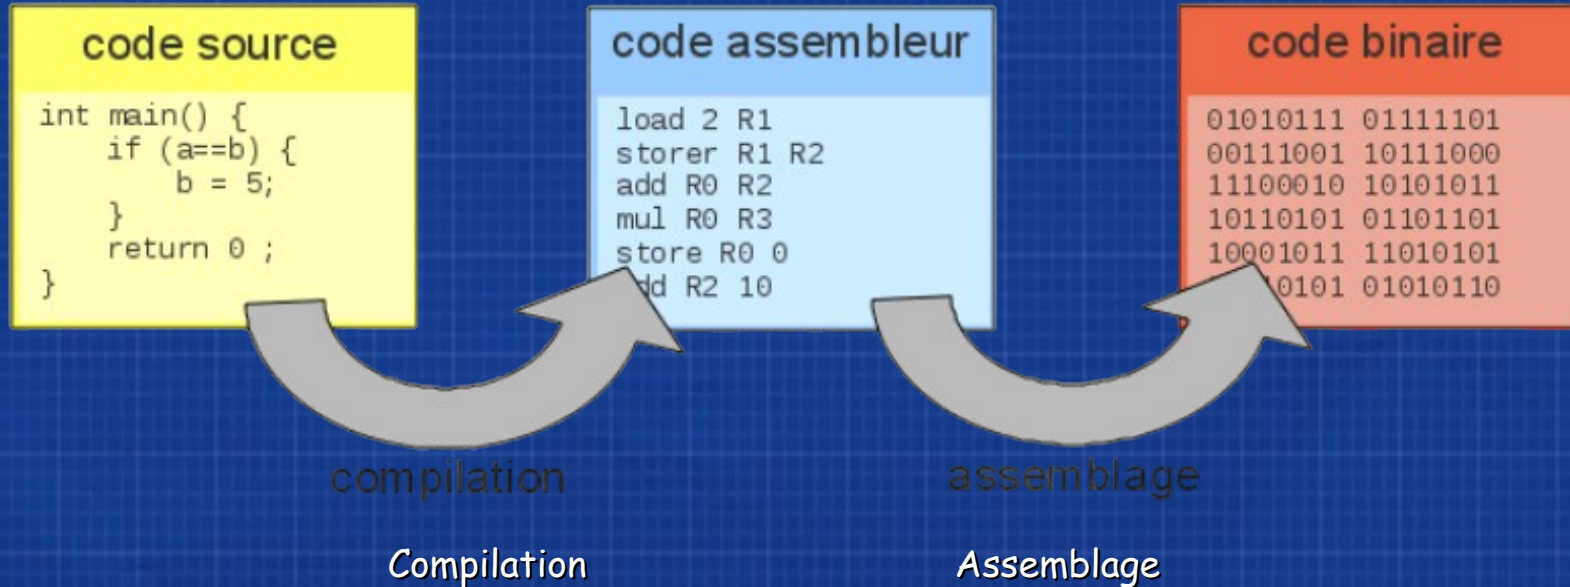 code source
int main() {
if (a==b) {
b = 5;
}
return 0 ;
}
code assembleur
load 2 R1
storer R1 R2
add R0 R2
mul R0 R3
store R0 0
dd R2 10
code binaire
01010111 01111101
00111001 10111000
11100010 10101011
10110101 01101101
10001011 11010101
0101 01010110
compilation
assemblage
Compilation
Assemblage